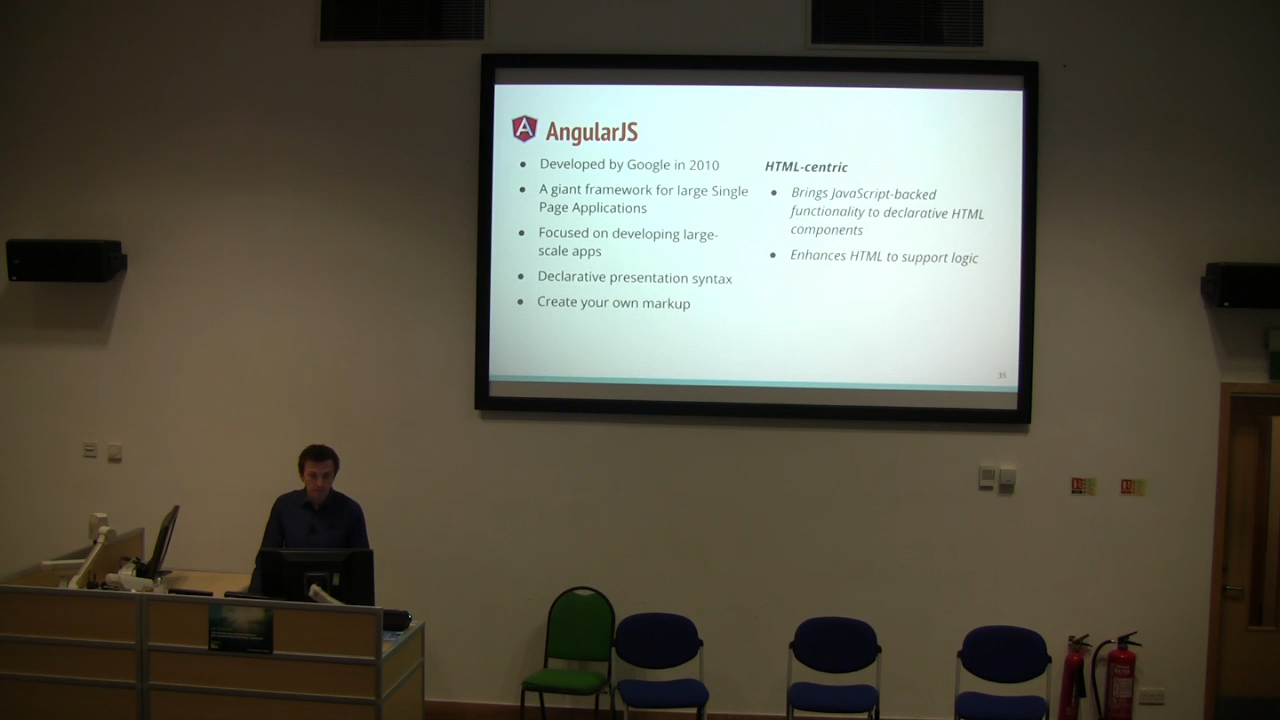 AngularJS
Developed by Google in 2010
A giant framework for large Single
Page Applications
Focused on developing large-
scale apps
Declarative presentation syntax
Create your own markup
HTML-centric
Brings JavaScript-backed
functionality to declarative HTML
components
Enhances HTML to support logic
35